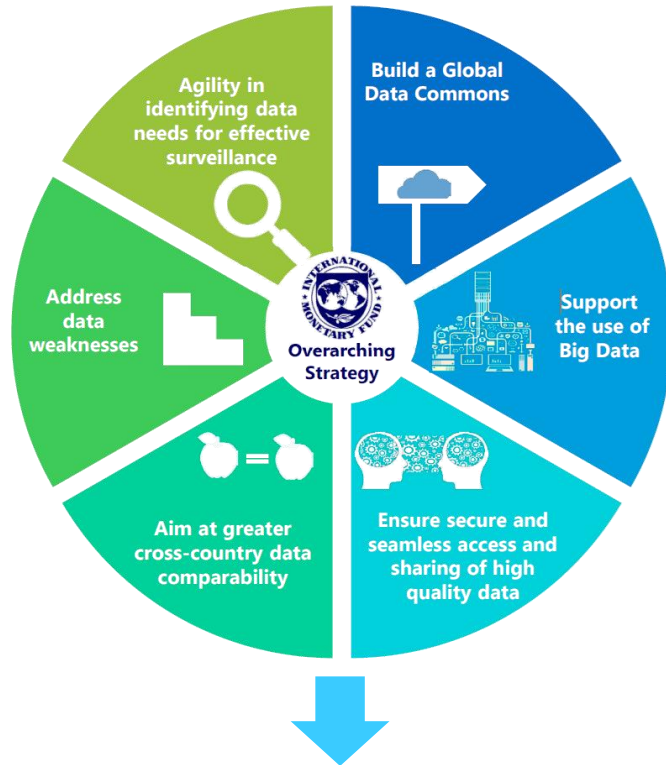 Agility in
identifying data
needs for effective
surveillance
Build a Global
Data Commons
Support
the use of
Big Data
Ensure secure and
seamless access and
sharing of high
quality data
Aim at greater
cross-country data
comparability
Address
data
weaknesses
INTERNATIONAL
MONETARY FUND
Overarching
Strategy